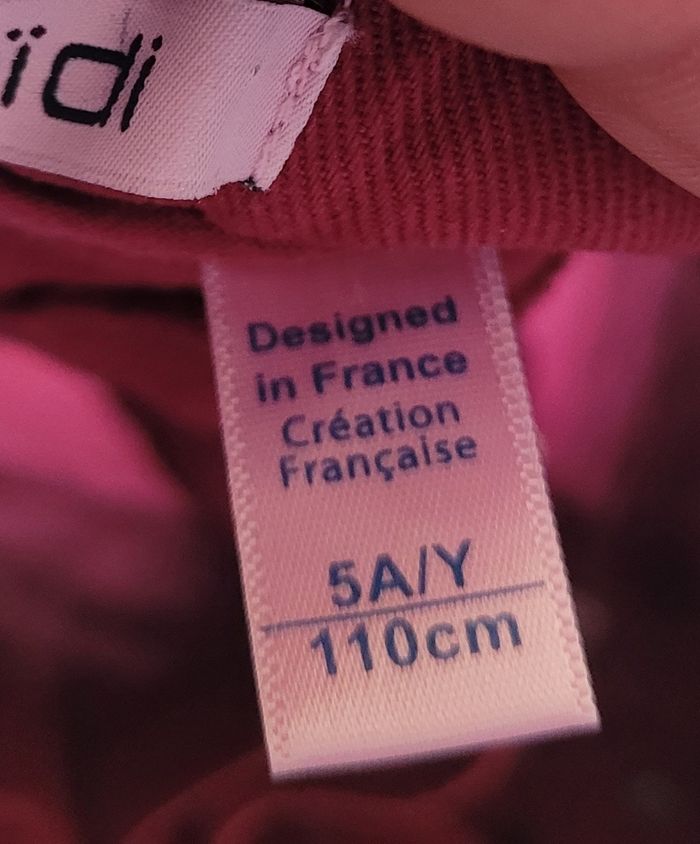 ïdi
Designed
in France
Création
Française
5A/Y
110cm